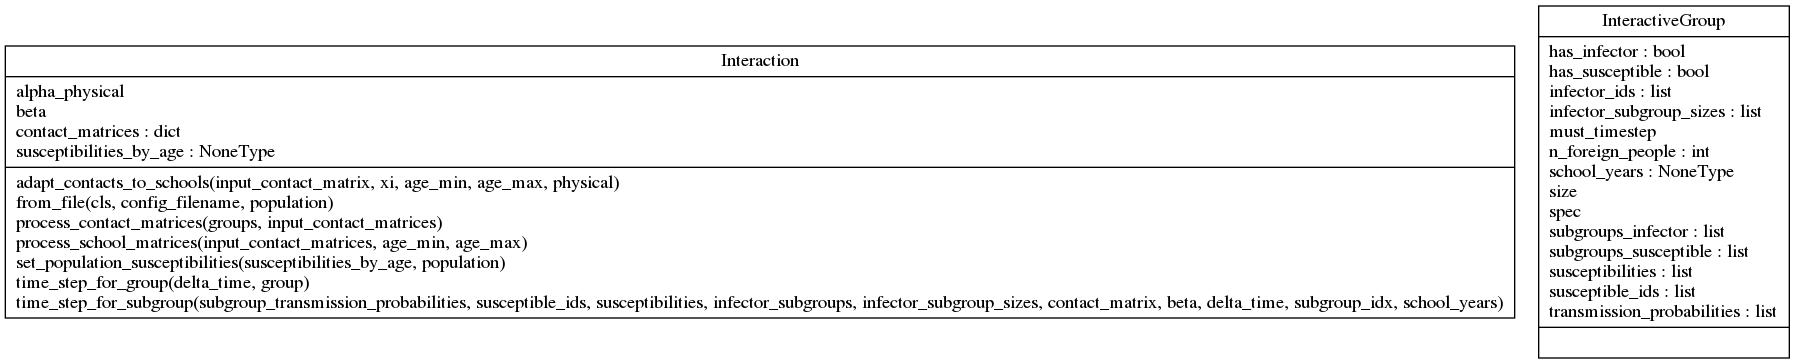 Interaction
alpha_physical
beta
contact_matrices : dict
susceptibilities_by_age : NoneType
adapt_contacts_to_schools(input_contact_matrix, xi, age_min, age_max, physical)
from_file(cls, config_filename, population)
process_contact_matrices(groups, input_contact_matrices)
process_school_matrices(input_contact_matrices, age_min, age_max)
set_population_susceptibilities(susceptibilities_by_age, population)
time_step_for_group(delta_time, group)
time_step_for_subgroup(subgroup_transmission_probabilities, susceptible_ids, susceptibilities, infector_subgroups, infector_subgroup_sizes, contact_matrix, beta, delta_time, subgroup_idx, school_years)
InteractiveGroup
has_infector : bool
has_susceptible : bool
infector_ids : list
infector_subgroup_sizes : list
must_timestep
n_foreign_people : int
school_years : NoneType
size
spec
subgroups_infector : list
subgroups_susceptible : list
susceptibilities : list
susceptible_ids : list
transmission_probabilities : list